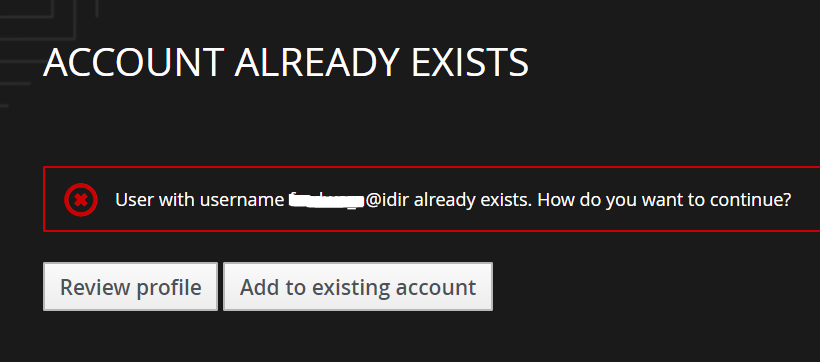 ACCOUNT ALREADY EXISTS
User with username @idir already exists. How do you want to continue?
Review profile
Add to existing account